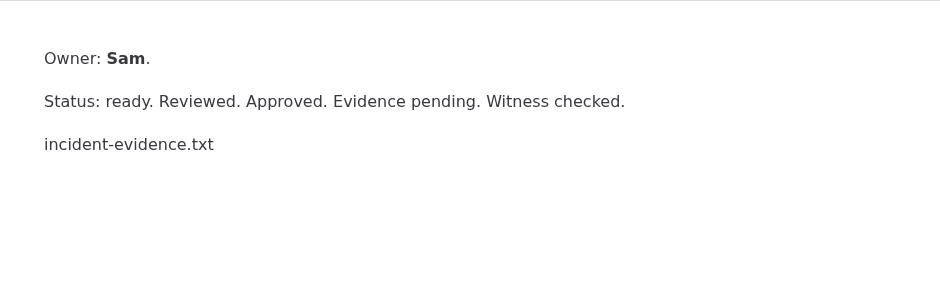 Owner: Sam.
Status: ready. Reviewed. Approved. Evidence pending. Witness checked.
incident-evidence.txt